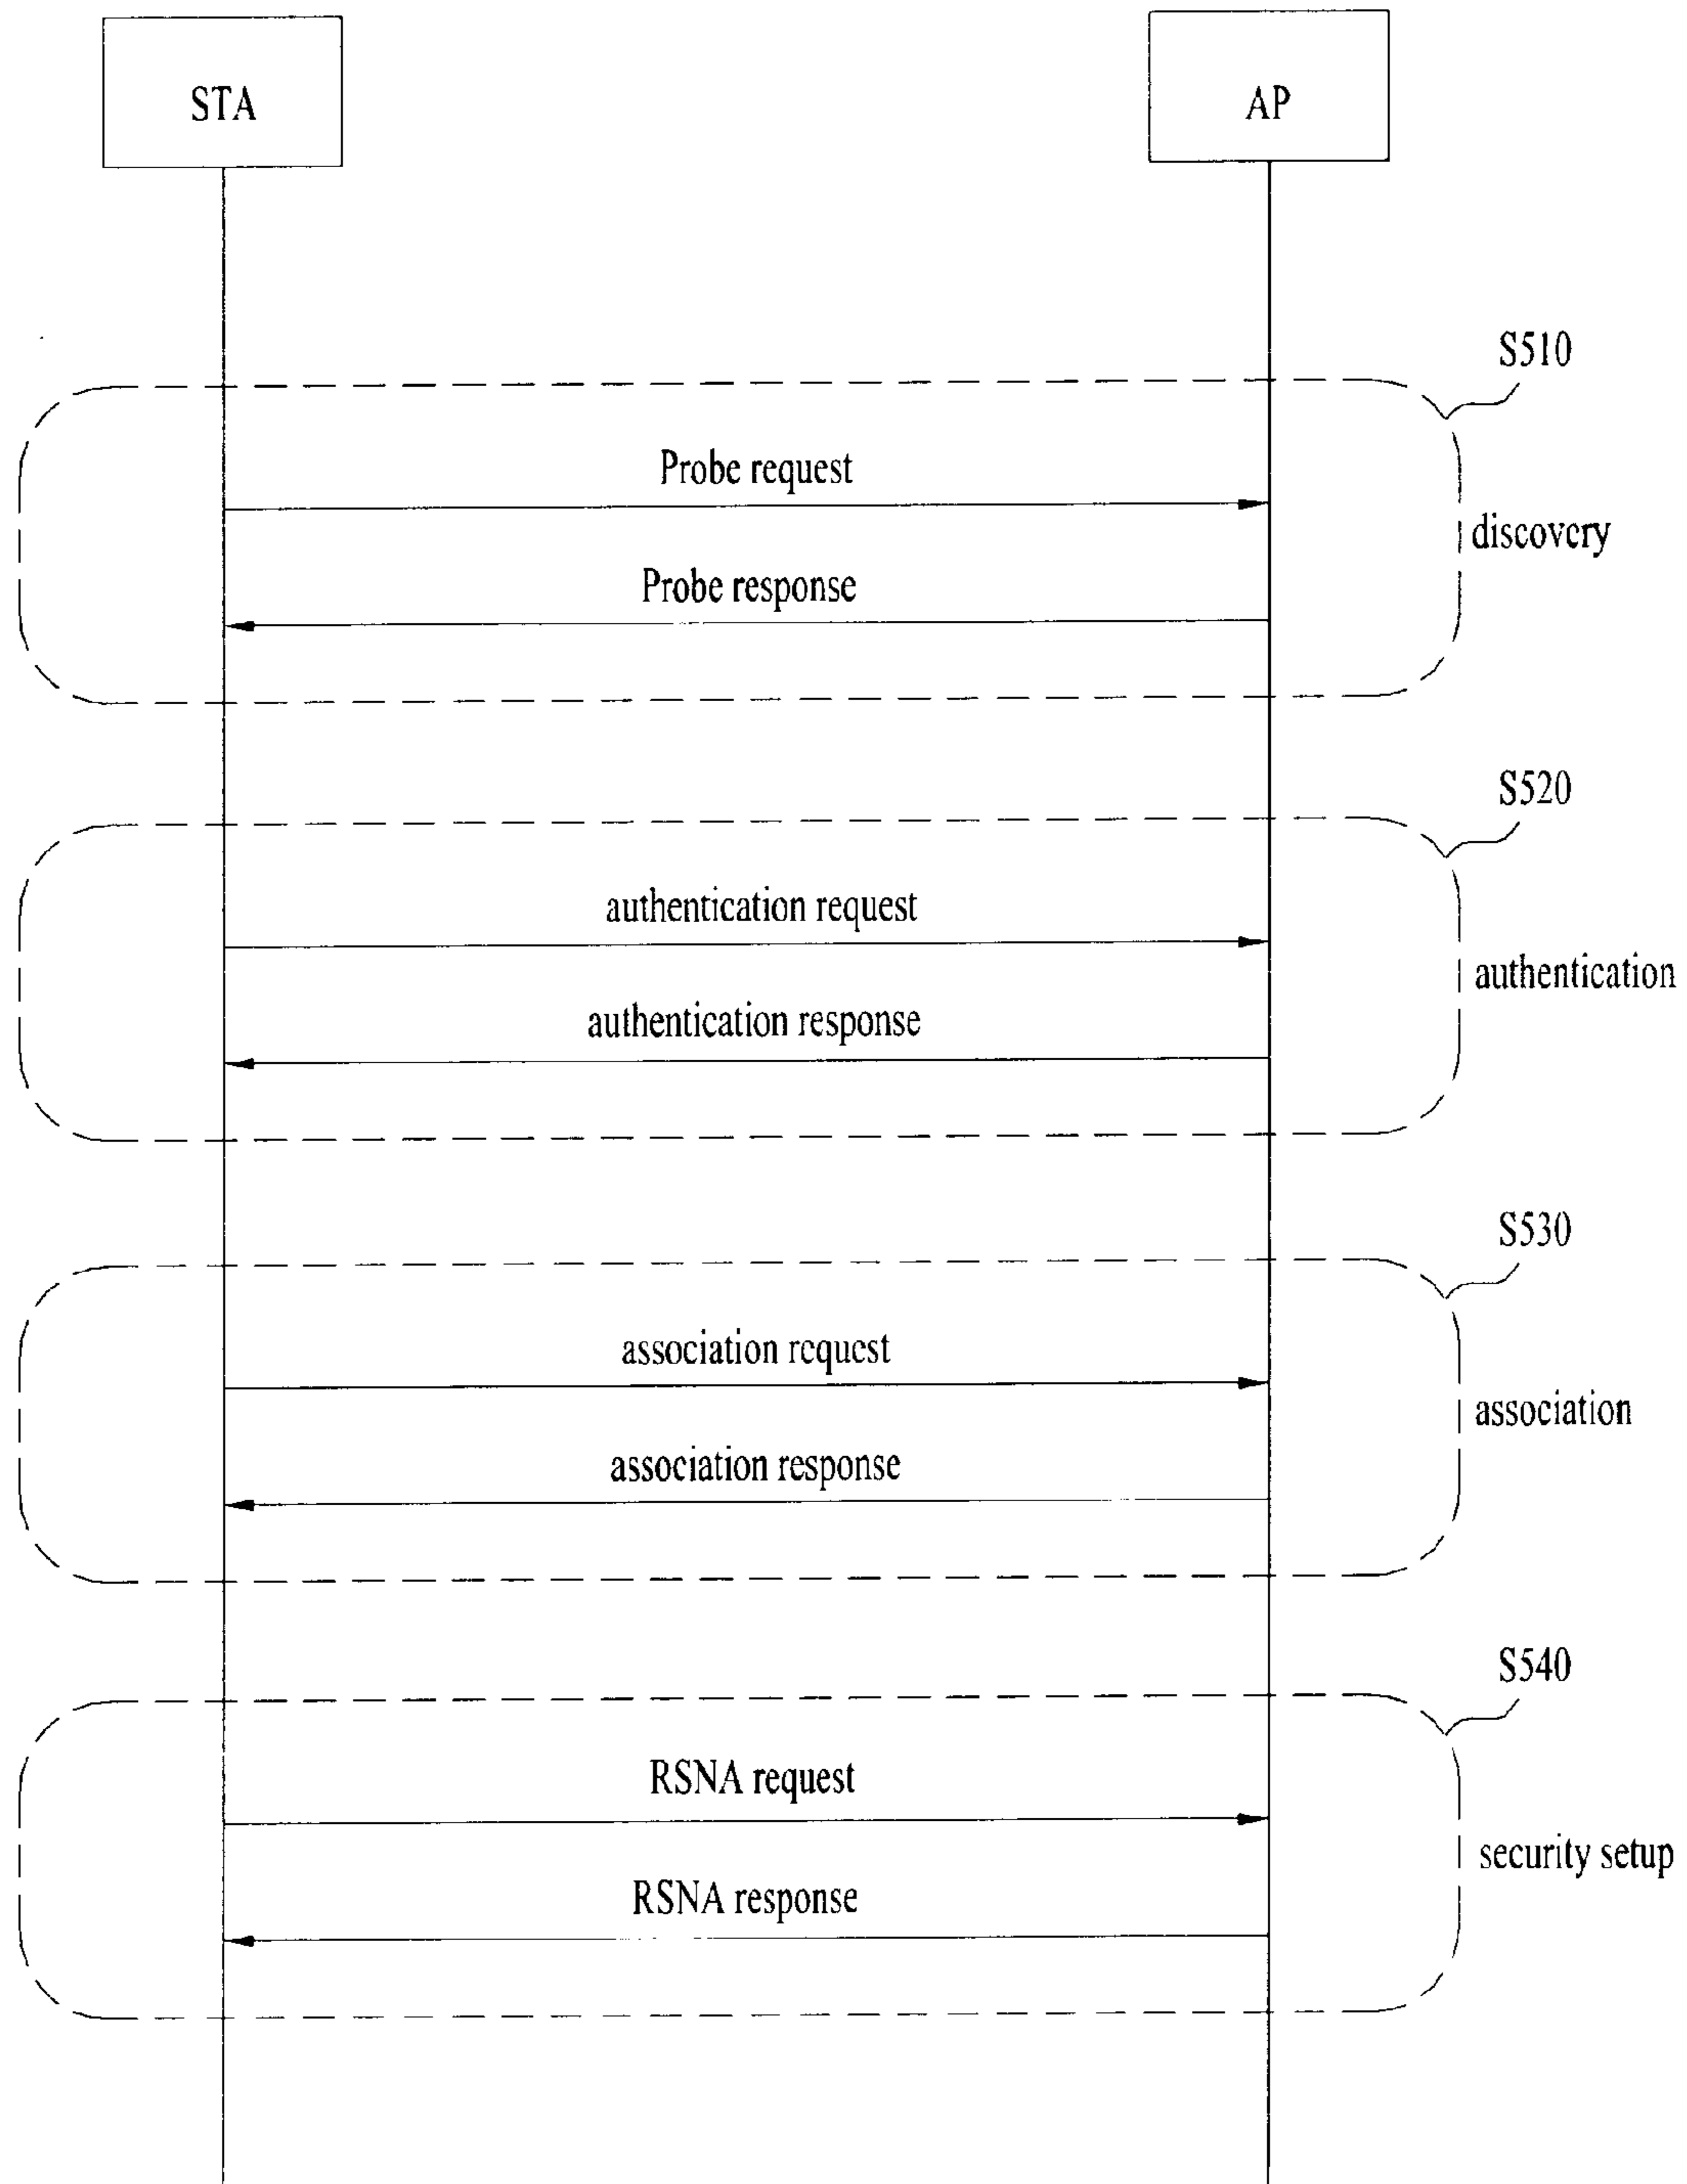 STA
AP
S510
Probe request
discovery
Probe response
S520
authentication request
authentication
authentication response
S530
association request
association
association response
S540
RSNA request
security setup
RSNA response